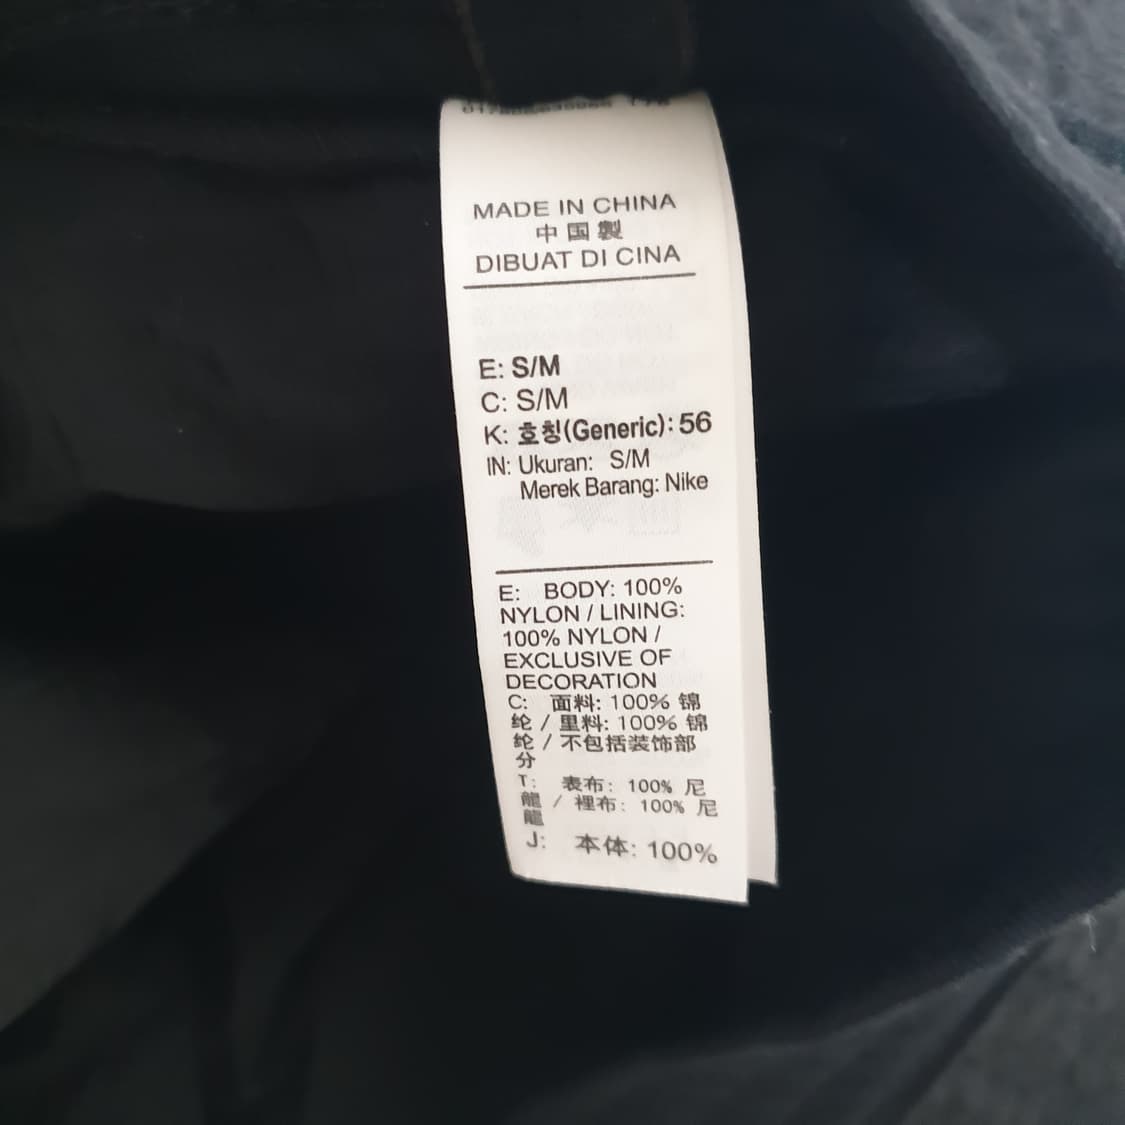 MADE IN CHINA
中国製
DIBUAT DI CINA
E: S/M
C: S/M
K: 호칭(Generic): 56
IN: Ukuran: S/M
Merek Barang: Nike
E: BODY: 100%
NYLON / LINING:
100% NYLON /
EXCLUSIVE OF
DECORATION
C: 面料: 100% 锦
纶 / 里料: 100% 锦
纶 / 不包括装饰部
分
T: 表布: 100% 尼
龍 / 裡布: 100% 尼
龍
J: 本体: 100%